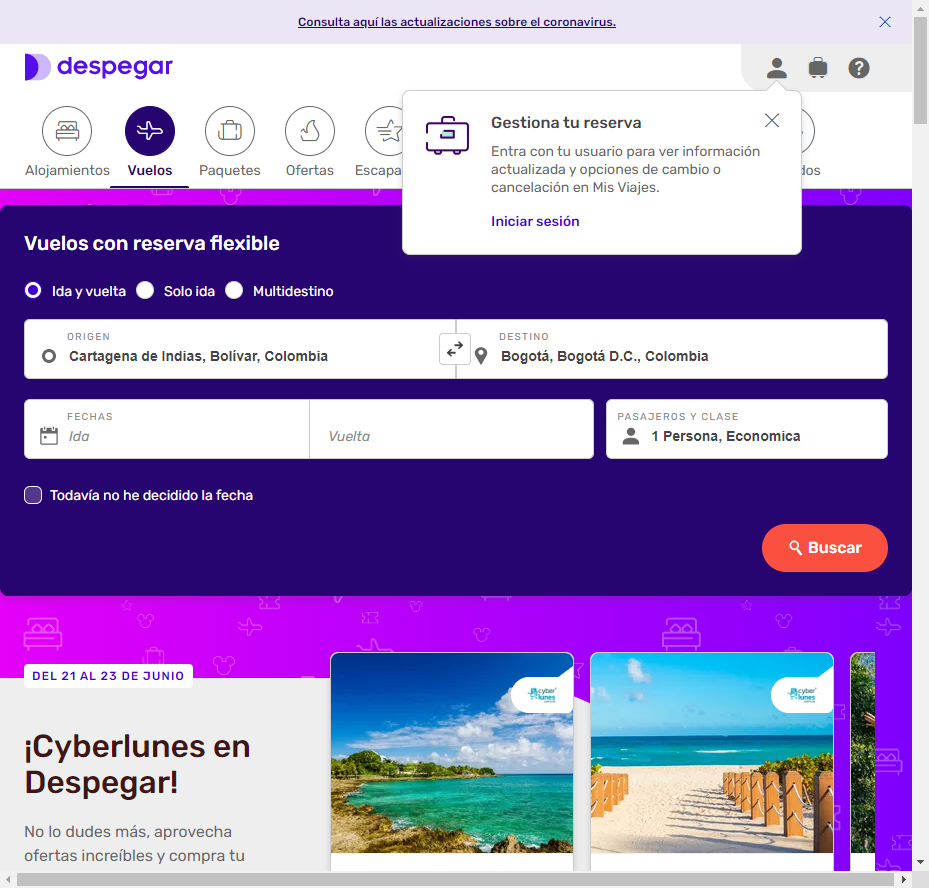 Consulta aquí las actualizaciones sobre el coronavirus.
despegar
Alojamientos
Vuelos
Paquetes
Ofertas
Escapa
dos
Gestiona tu reserva
Entra con tu usuario para ver información
actualizada y opciones de cambio o
cancelación en Mis Viajes.
Iniciar sesión
Vuelos con reserva flexible
Ida y vuelta
Solo ida
Multidestino
ORIGEN
Cartagena de Indias, Bolívar, Colombia
DESTINO
Bogotá, Bogotá D.C., Colombia
FECHAS
Ida
Vuelta
PASAJEROS Y CLASE
1 Persona, Economica
Todavía no he decidido la fecha
Buscar
DEL 21 AL 23 DE JUNIO
¡Cyberlunes en
Despegar!
No lo dudes más, aprovecha
ofertas increíbles y compra tu
cyber
lunes
cyber
lunes